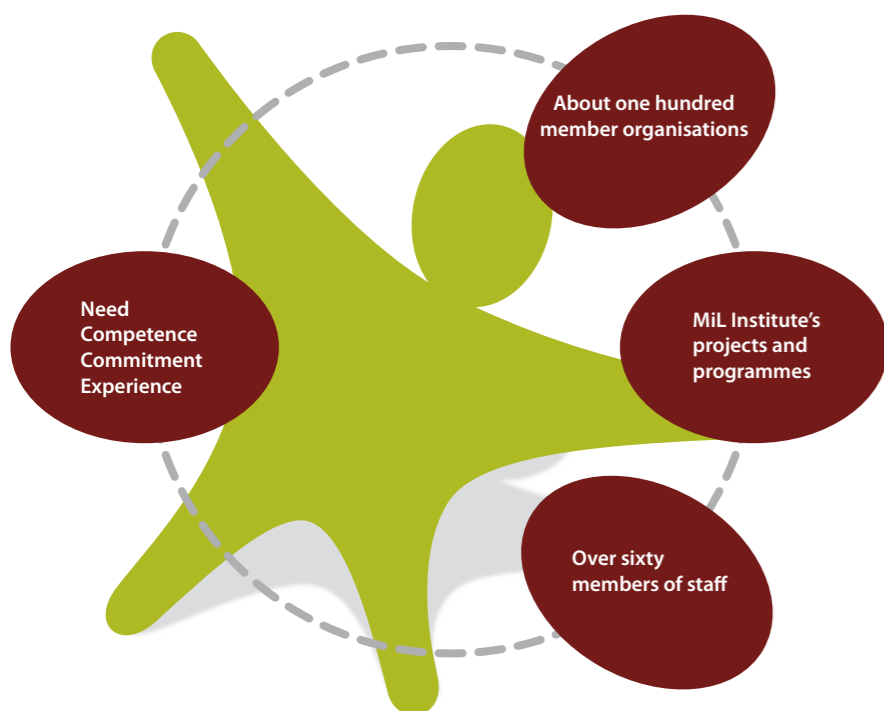 About one hundred
member organisations
Need
Competence
Commitment
Experience
MiL Institute's
projects and
programmes
Over sixty
members of staff